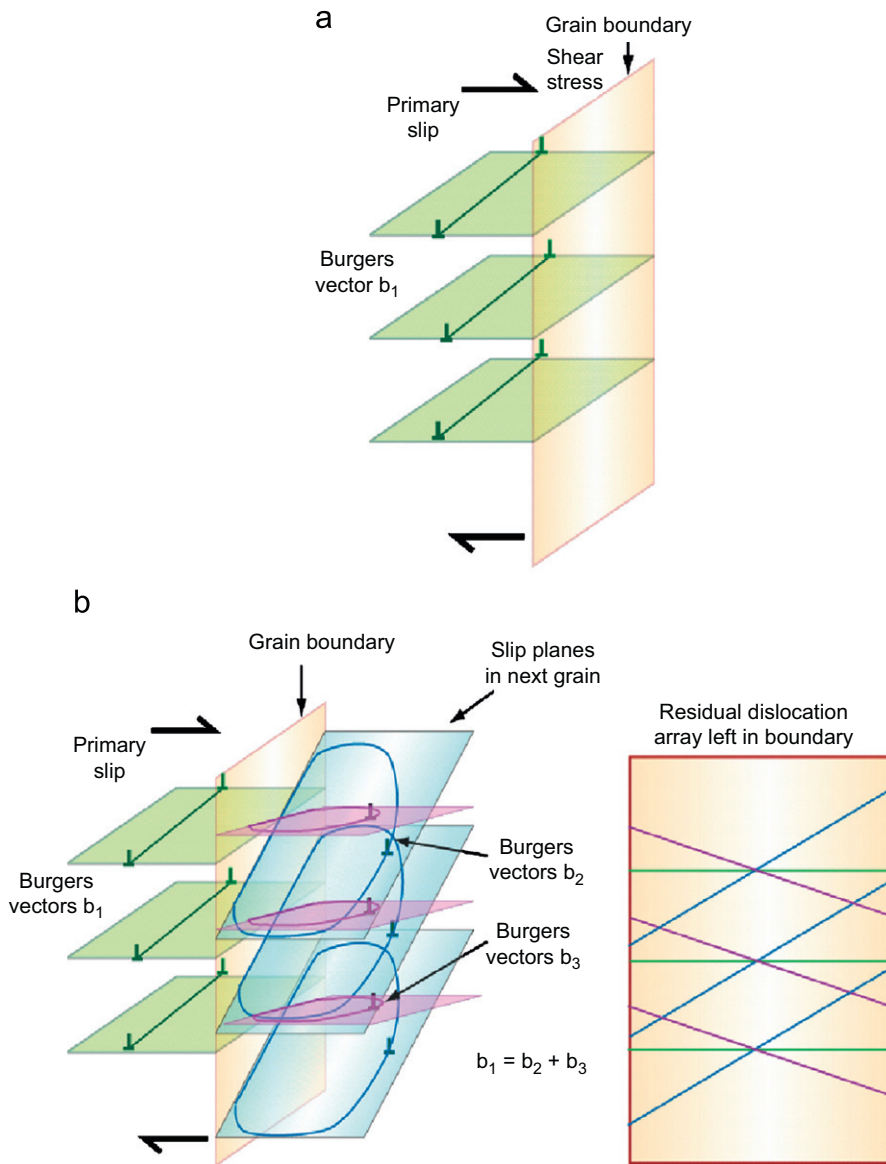 a
Grain boundary
Shear
stress
Primary
slip
Burgers
vector b₁
b
Grain boundary
Slip planes
in next grain
Primary
slip
Residual dislocation
array left in boundary
Burgers
vectors b₁
Burgers
vectors b₂
Burgers
vectors b₃
b₁ = b₂ + b₃